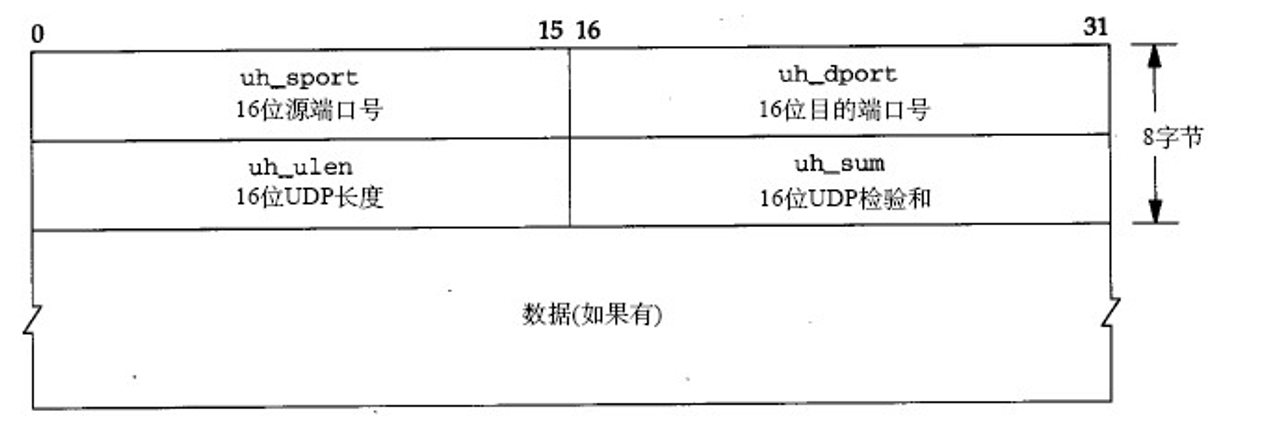 0 15 16 31
uh_sport uh_dport
16位源端口号 16位目的端口号
8字节
uh_ulen uh_sum
16位UDP长度 16位UDP检验和
数据(如果有)